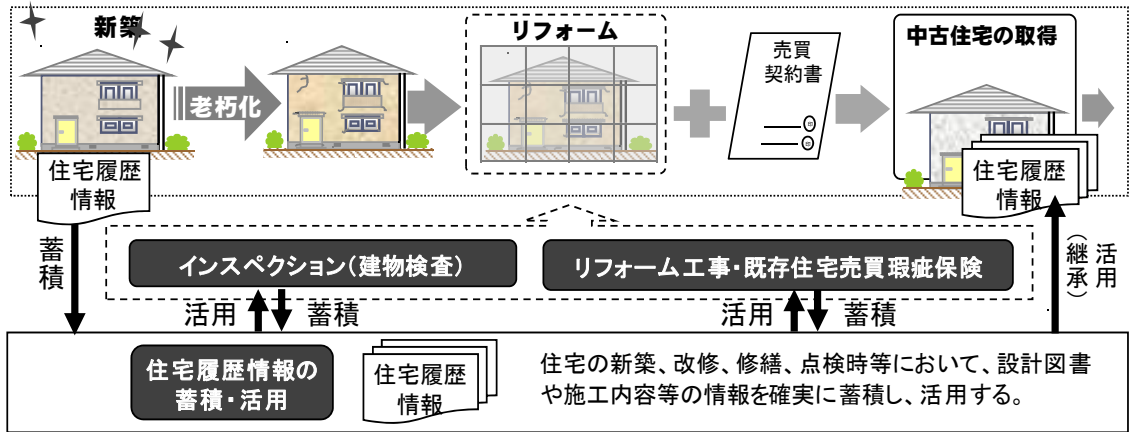 新築
リフォーム
中古住宅の取得
売買
契約書
老朽化
住宅履歴
情報
住宅履歴
情報
蓄積
インスペクション（建物検査）
リフォーム工事・既存住宅売買瑕疵保険
活用
（継承）
活用
蓄積
活用
蓄積
住宅履歴情報の
蓄積・活用
住宅履歴
情報
住宅の新築、改修、修繕、点検時等において、設計図書
や施工内容等の情報を確実に蓄積し、活用する。